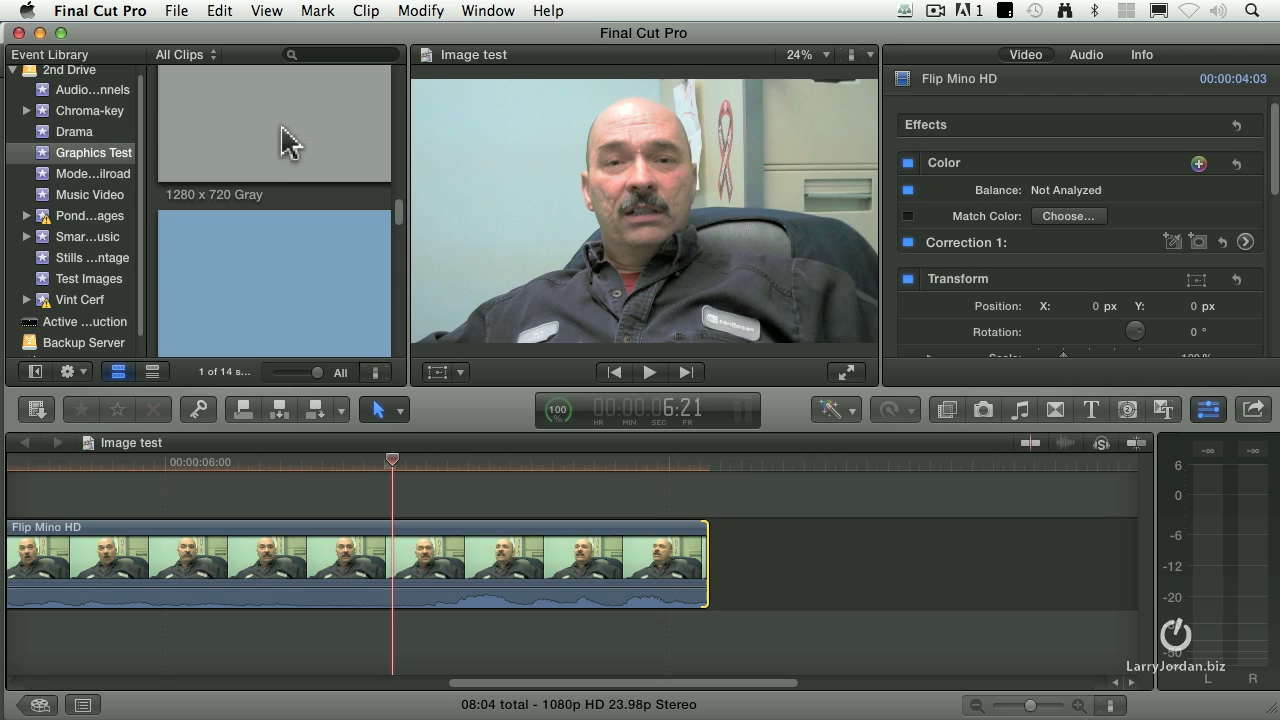 Final Cut Pro File Edit View Mark Clip Modify Window Help 1
Final Cut Pro
Event Library All Clips
2nd Drive
Audio…nnels
Chroma-key
Drama
Graphics Test
Mode…ilroad
Music Video
Pond…ages
Smar…usic
Stills …ntage
Test Images
Vint Cerf
Active …uction
Backup Server
1280 x 720 Gray
1 of 14 s... All
Image test 24%
Video Audio Info
Flip Mino HD 00:00:04:03
Effects
Color
Balance: Not Analyzed
Match Color: Choose...
Correction 1:
Transform
Position: X: 0 px Y: 0 px
Rotation: 0 °
Scale: 100 %
100 % 00:00:06:21
HR MIN SEC FR
Image test
00:00:06:00
Flip Mino HD
-∞ -∞
6
0
-6
-12
-20
-50
LarryJordan.biz
L R
08:04 total - 1080p HD 23.98p Stereo